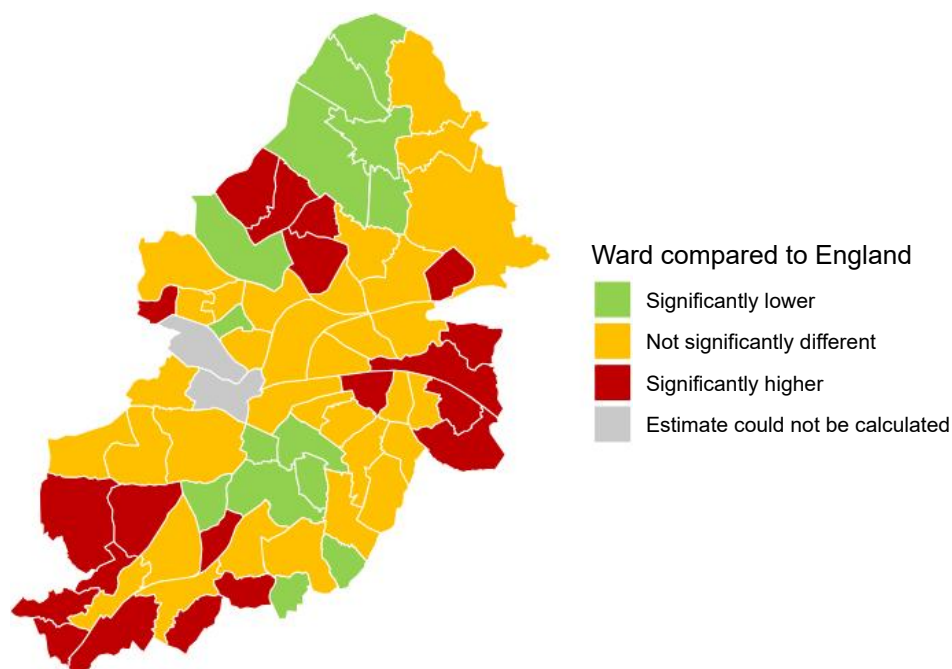 Ward compared to England
Significantly lower
Not significantly different
Significantly higher
Estimate could not be calculated